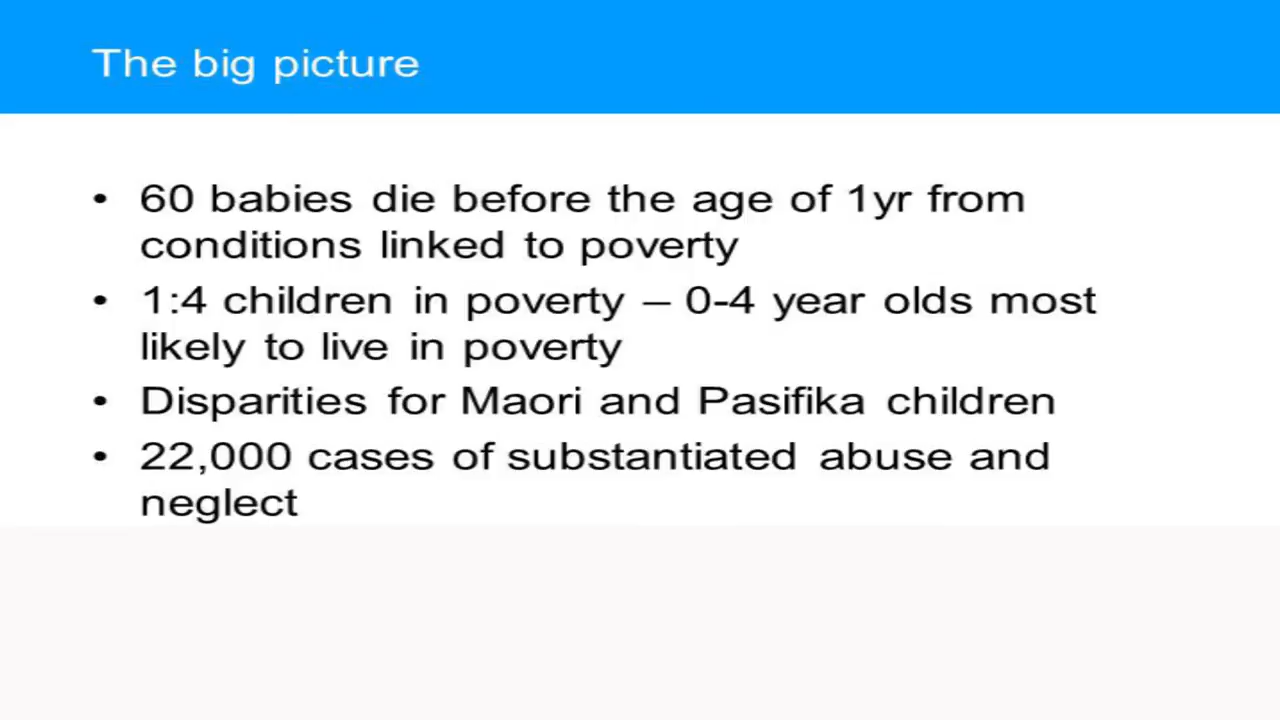 The big picture
• 60 babies die before the age of 1yr from
conditions linked to poverty
• 1:4 children in poverty – 0-4 year olds most
likely to live in poverty
• Disparities for Maori and Pasifika children
• 22,000 cases of substantiated abuse and
neglect